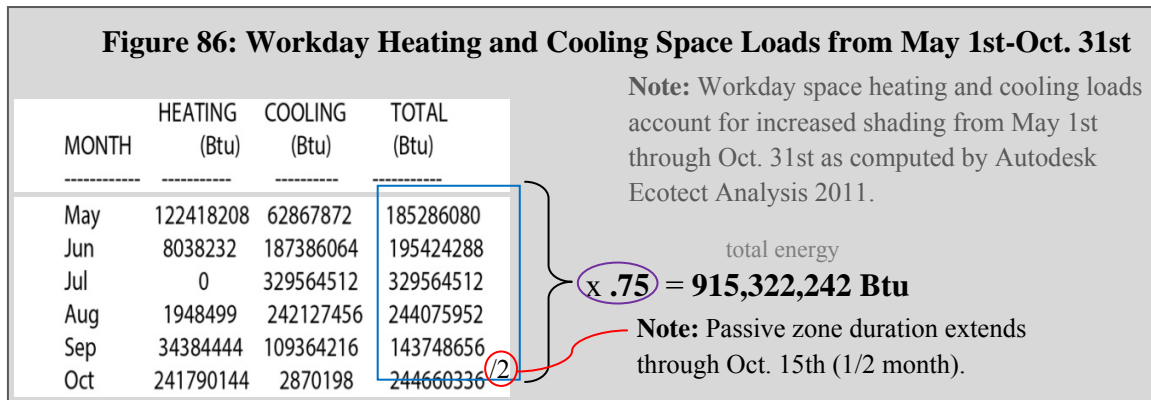 Figure 86: Workday Heating and Cooling Space Loads from May 1st-Oct. 31st
Note: Workday space heating and cooling loads
account for increased shading from May 1st
through Oct. 31st as computed by Autodesk
Ecotect Analysis 2011.
HEATING COOLING TOTAL
MONTH (Btu) (Btu) (Btu)
------------ ----------- ---------- -----------
May 122418208 62867872 185286080
Jun 8038232 187386064 195424288
Jul 0 329564512 329564512
Aug 1948499 242127456 244075952
Sep 34384444 109364216 143748656
Oct 241790144 2870198 244660336 /2
total energy
x .75 = 915,322,242 Btu
Note: Passive zone duration extends
through Oct. 15th (1/2 month).